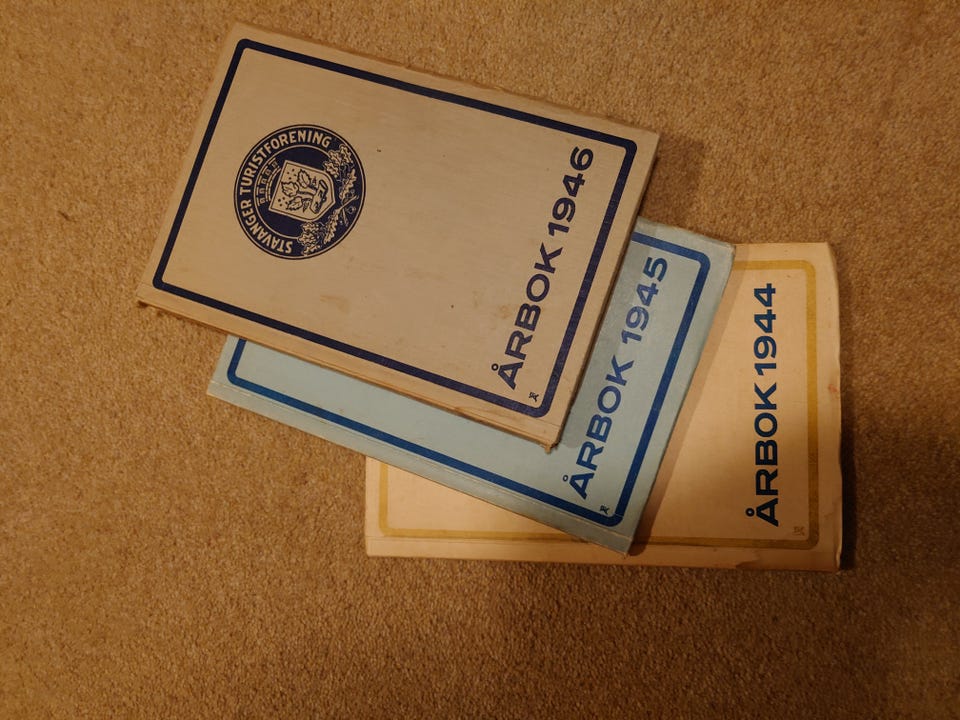 STAVANGER TURISTFORENING
ÅRBOK 1946
ÅRBOK 1945
ÅRBOK 1944